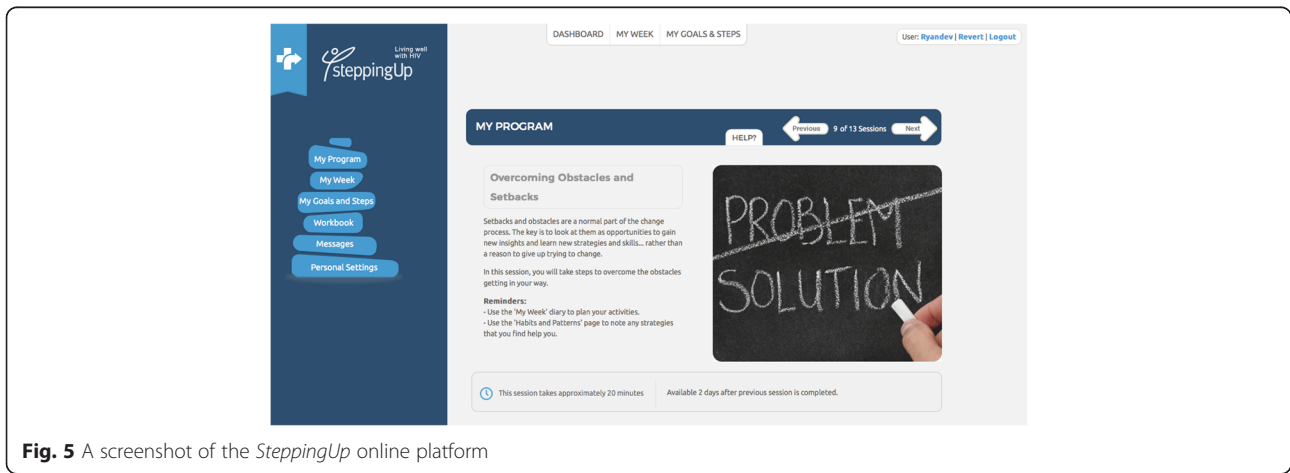 Living well
with HIV
steppingUp
DASHBOARD MY WEEK MY GOALS & STEPS
User: Ryandev | Revert | Logout
My Program
My Week
My Goals and Steps
Workbook
Messages
Personal Settings
MY PROGRAM
HELP?
Previous 9 of 13 Sessions Next
Overcoming Obstacles and
Setbacks
Setbacks and obstacles are a normal part of the change
process. The key is to look at them as opportunities to gain
new insights and learn new strategies and skills... rather than
a reason to give up trying to change.
In this session, you will take steps to overcome the obstacles
getting in your way.
Reminders:
- Use the 'My Week' diary to plan your activities.
- Use the 'Habits and Patterns' page to note any strategies
that you find help you.
PROBLEM
SOLUTION
This session takes approximately 20 minutes
Available 2 days after previous session is completed.
Fig. 5 A screenshot of the SteppingUp online platform